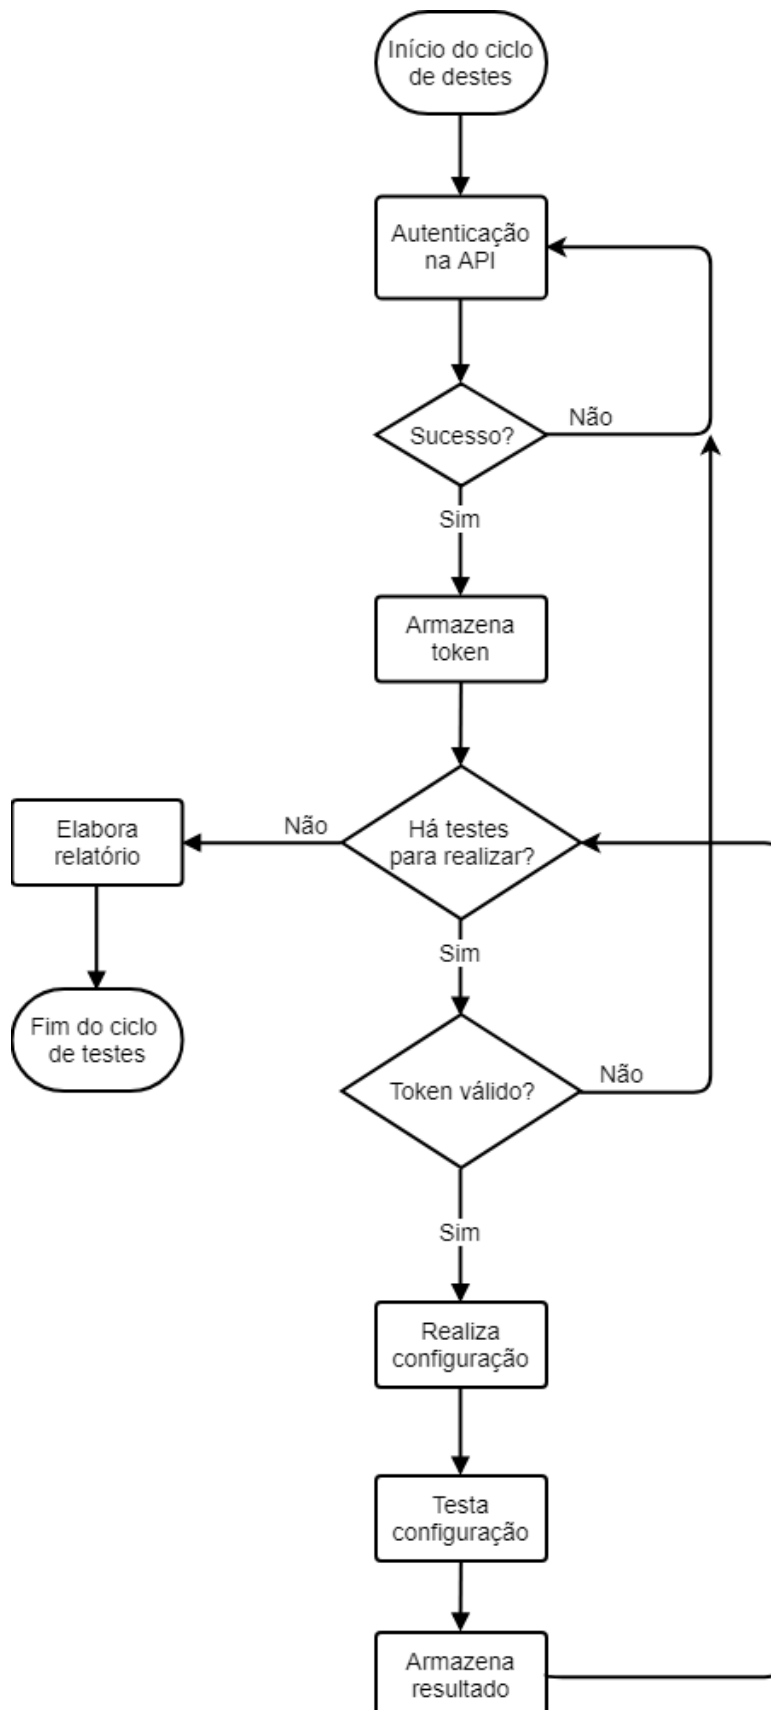 Início do ciclo
de destes
Autenticação
na API
Sucesso?
Não
Sim
Armazena
token
Há testes
para realizar?
Não
Elabora
relatório
Fim do ciclo
de testes
Sim
Token válido?
Não
Sim
Realiza
configuração
Testa
configuração
Armazena
resultado